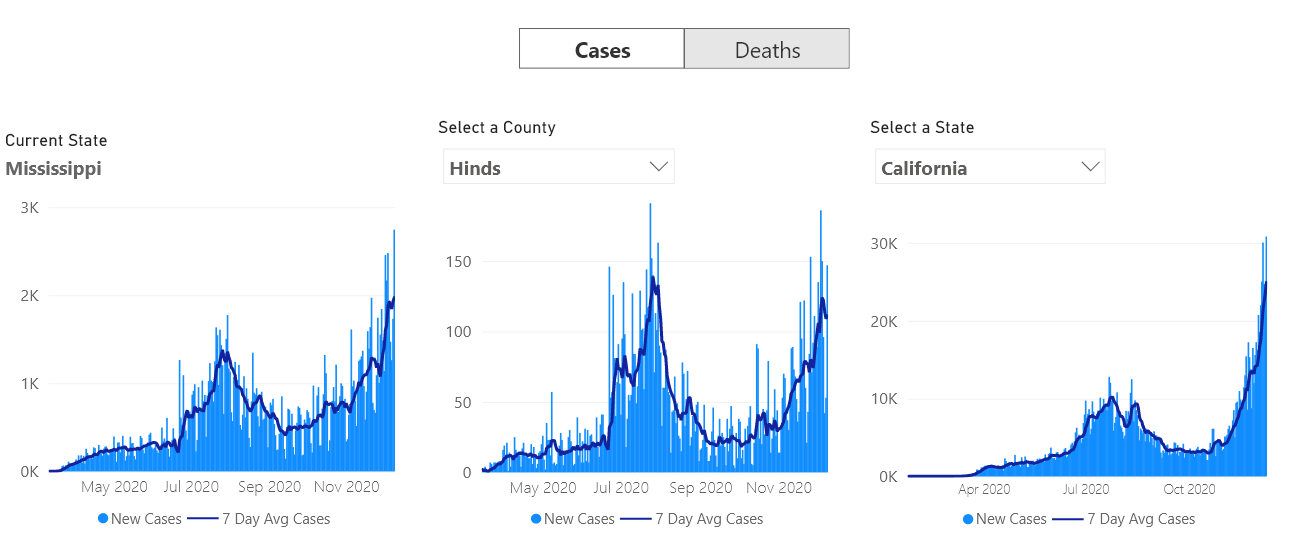 Cases Deaths
Current State
Mississippi
3K
2K
1K
0K
May 2020 Jul 2020 Sep 2020 Nov 2020
New Cases 7 Day Avg Cases
Select a County
Hinds
150
100
50
0
May 2020 Jul 2020 Sep 2020 Nov 2020
New Cases 7 Day Avg Cases
Select a State
California
30K
20K
10K
0K
Apr 2020 Jul 2020 Oct 2020
New Cases 7 Day Avg Cases